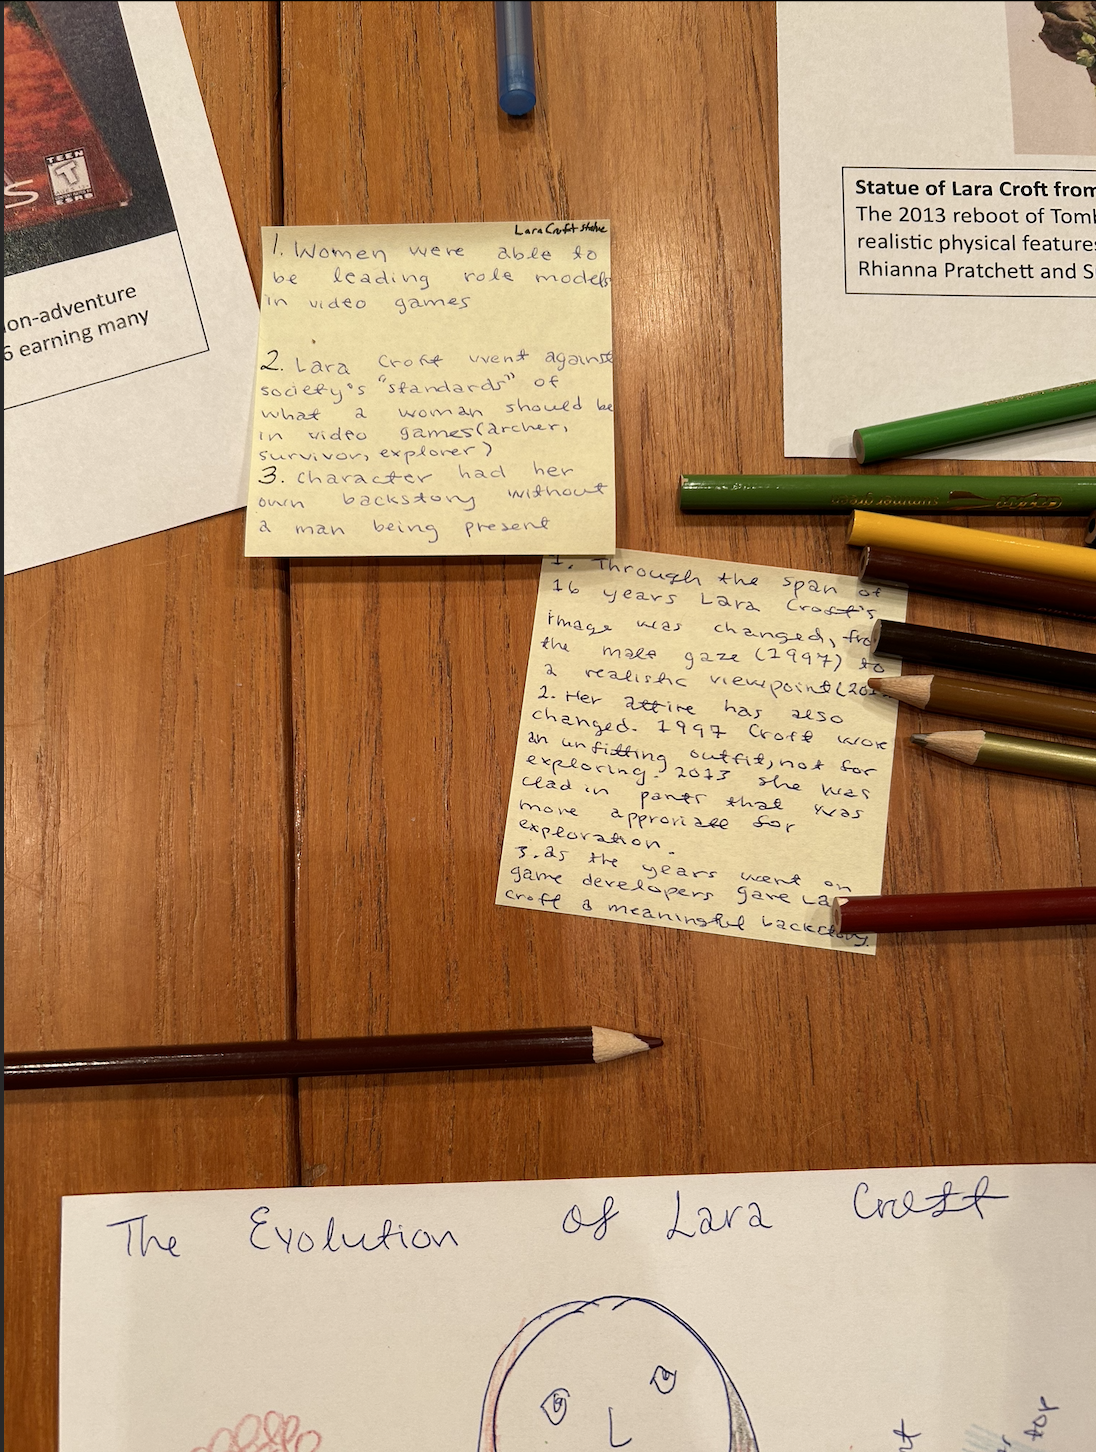 TEEN
T
ESRB
S
ion-adventure
6 earning many
Statue of Lara Croft from
The 2013 reboot of Tomb
realistic physical features
Rhianna Pratchett and S
Lara Croft statue
1. Women were able to
be leading role models
in video games
2. Lara Croft went against
society's "standards" of
what a woman should be
in video games (archer,
survivor, explorer)
3. Character had her
own backstory without
a man being present
1. Through the span of
16 years Lara Croft's
image was changed, fro
the male gaze (1997) to
a realistic viewpoint (201
2. Her attire has also
changed. 1997 Croft wore
an unfitting outfit, not for
exploring. 2013 she was
clad in pants that was
more approriate for
exploration.
3. as the years went on
game developers gave La
croft a meaningful backstory.
The Evolution of Lara Croft